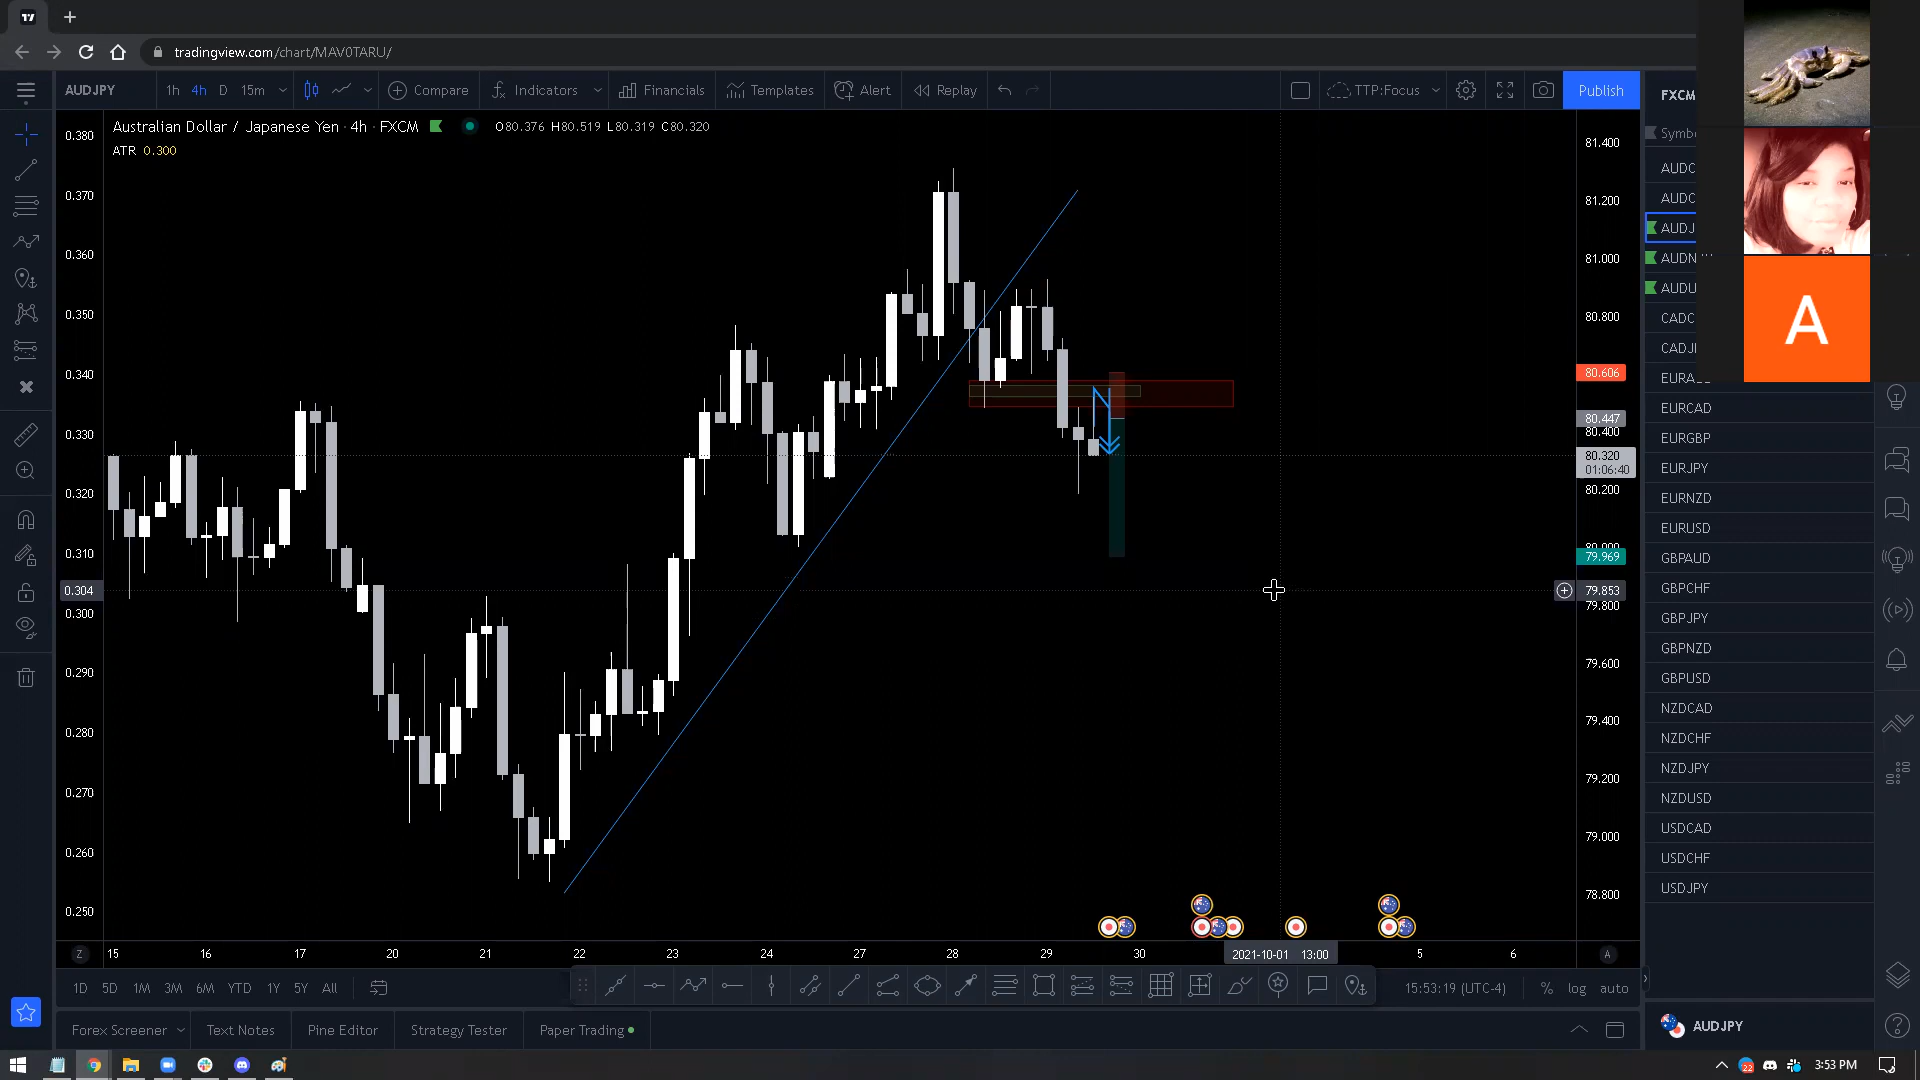 tradingview.com/chart/MAV0TARU/
AUDJPY
1h 4h D 15m
Compare
Indicators
Financials
Templates
Alert
Replay
TTP:Focus
Publish
FXCM
Australian Dollar / Japanese Yen · 4h · FXCM
O80.376 H80.519 L80.319 C80.320
ATR 0.300
0.380
0.370
0.360
0.350
0.340
0.330
0.320
0.310
0.304
0.300
0.290
0.280
0.270
0.260
0.250
81.400
81.200
81.000
80.800
80.606
80.447
80.400
80.320
01:06:40
80.200
80.000
79.969
79.853
79.800
79.600
79.400
79.200
79.000
78.800
Symb
AUDC
AUDC
AUDJ
AUDN
AUDU
CADC
CADJ
EURA
EURCAD
EURGBP
EURJPY
EURNZD
EURUSD
GBPAUD
GBPCHF
GBPJPY
GBPNZD
GBPUSD
NZDCAD
NZDCHF
NZDJPY
NZDUSD
USDCAD
USDCHF
USDJPY
A
Z 15 16 17 20 21 22 23 24 27 28 29 30 2021-10-01 13:00 5 6 A
1D 5D 1M 3M 6M YTD 1Y 5Y All
15:53:19 (UTC-4) % log auto
Forex Screener Text Notes Pine Editor Strategy Tester Paper Trading
AUDJPY
22
3:53 PM